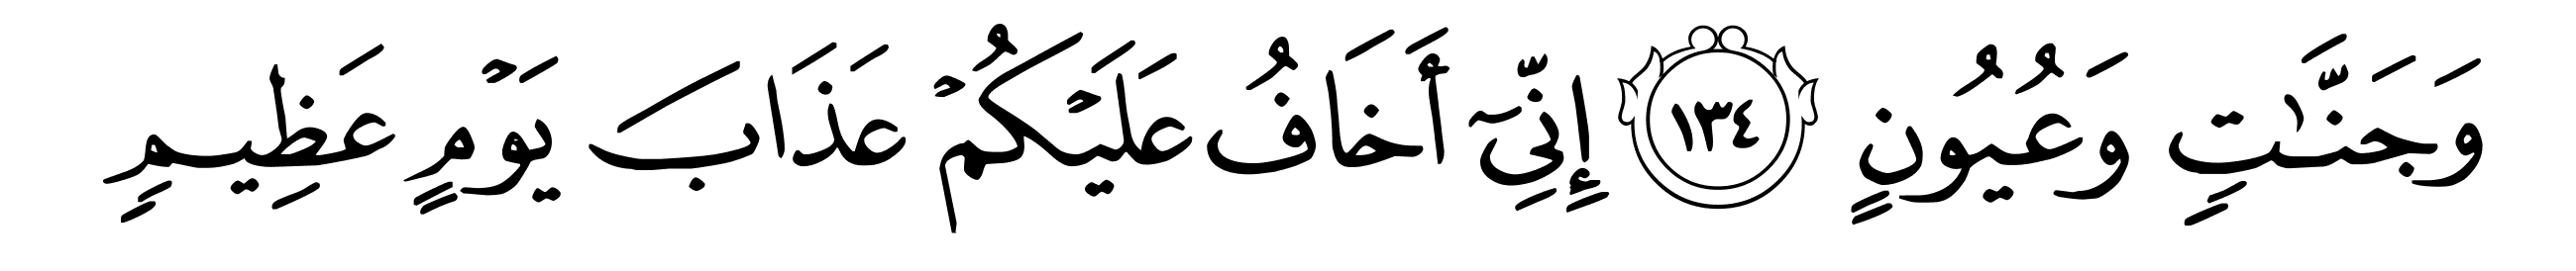 وَجَنَّٰتٍ وَعُيُونٍ ١٣٤ إِنِّيٓ أَخَافُ عَلَيْكُمْ عَذَابَ يَوْمٍ عَظِيمٍ